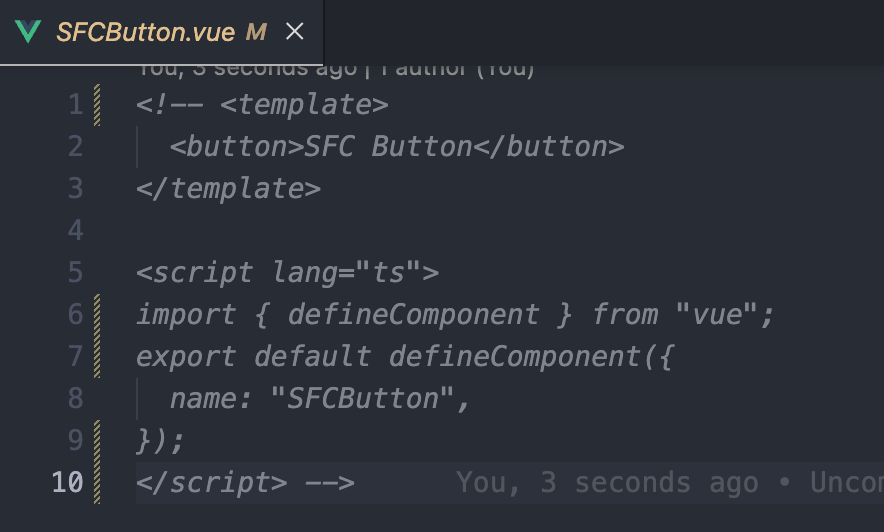 SFCButton.vue M ×
You, 3 seconds ago | 1 author (You)
1 <!-- <template>
2 <button>SFC Button</button>
3 </template>
4
5 <script lang="ts">
6 import { defineComponent } from "vue";
7 export default defineComponent({
8 name: "SFCButton",
9 });
10 </script> --> You, 3 seconds ago •